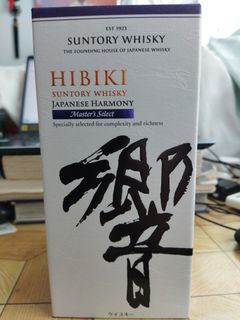 EST 1923
SUNTORY WHISKY
THE FOUNDING HOUSE OF JAPANESE WHISKY
HIBIKI
SUNTORY WHISKY
JAPANESE HARMONY
Master's Select
Specially selected for complexity and richness
響
ウイスキー